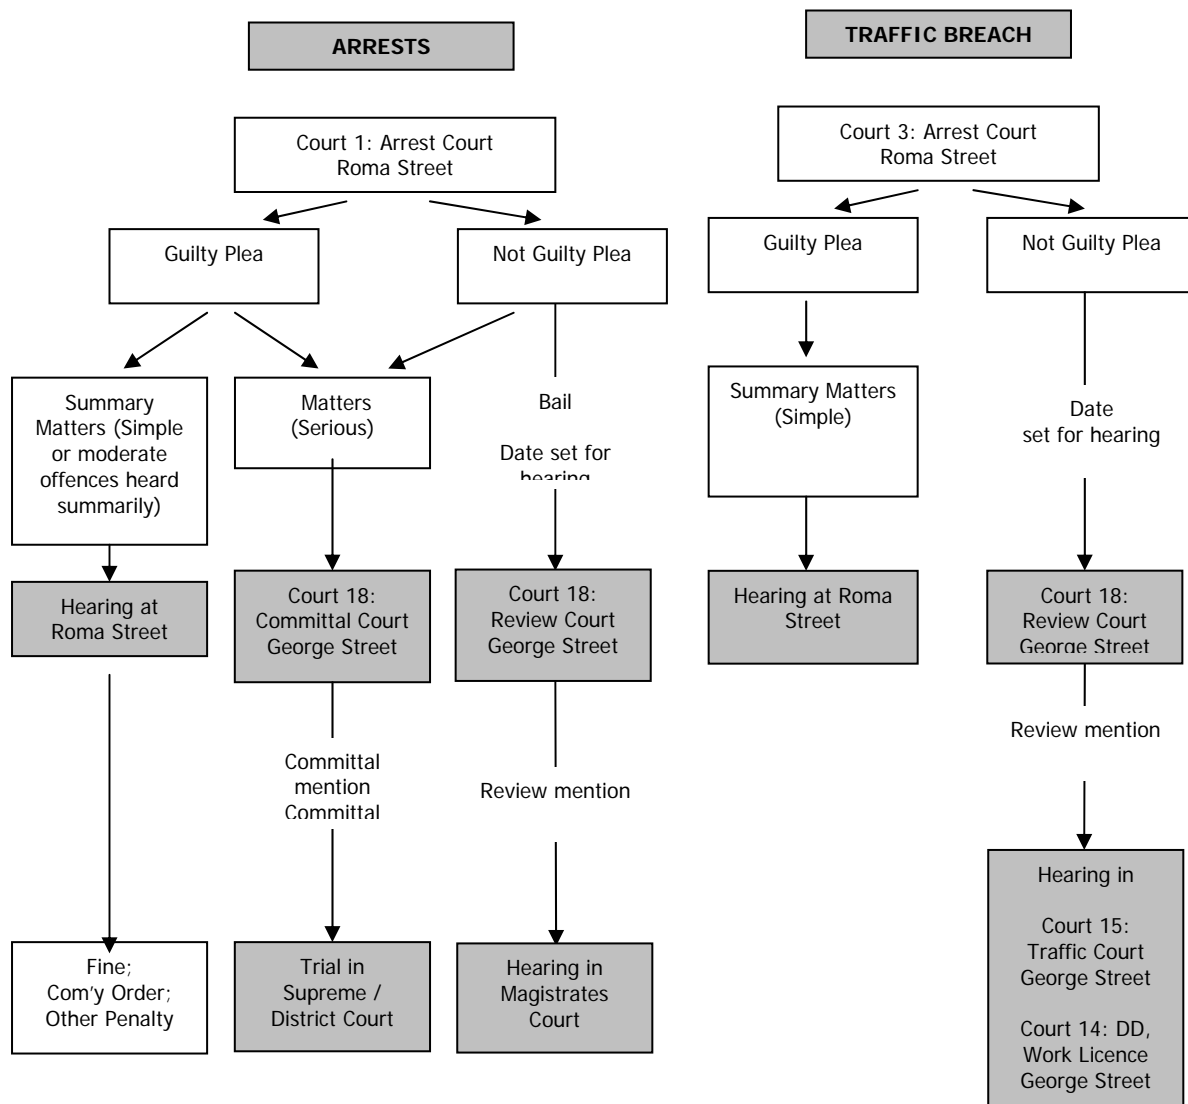 ARRESTS
TRAFFIC BREACH
Court 1: Arrest Court
Roma Street
Court 3: Arrest Court
Roma Street
Guilty Plea
Not Guilty Plea
Guilty Plea
Not Guilty Plea
Summary
Matters (Simple
or moderate
offences heard
summarily)
Matters
(Serious)
Bail
Date set for
hearing
Summary Matters
(Simple)
Date
set for hearing
Hearing at
Roma Street
Court 18:
Committal Court
George Street
Court 18:
Review Court
George Street
Hearing at Roma
Street
Court 18:
Review Court
George Street
Committal
mention
Committal
Review mention
Review mention
Fine;
Com'y Order;
Other Penalty
Trial in
Supreme /
District Court
Hearing in
Magistrates
Court
Hearing in
Court 15:
Traffic Court
George Street
Court 14: DD,
Work Licence
George Street